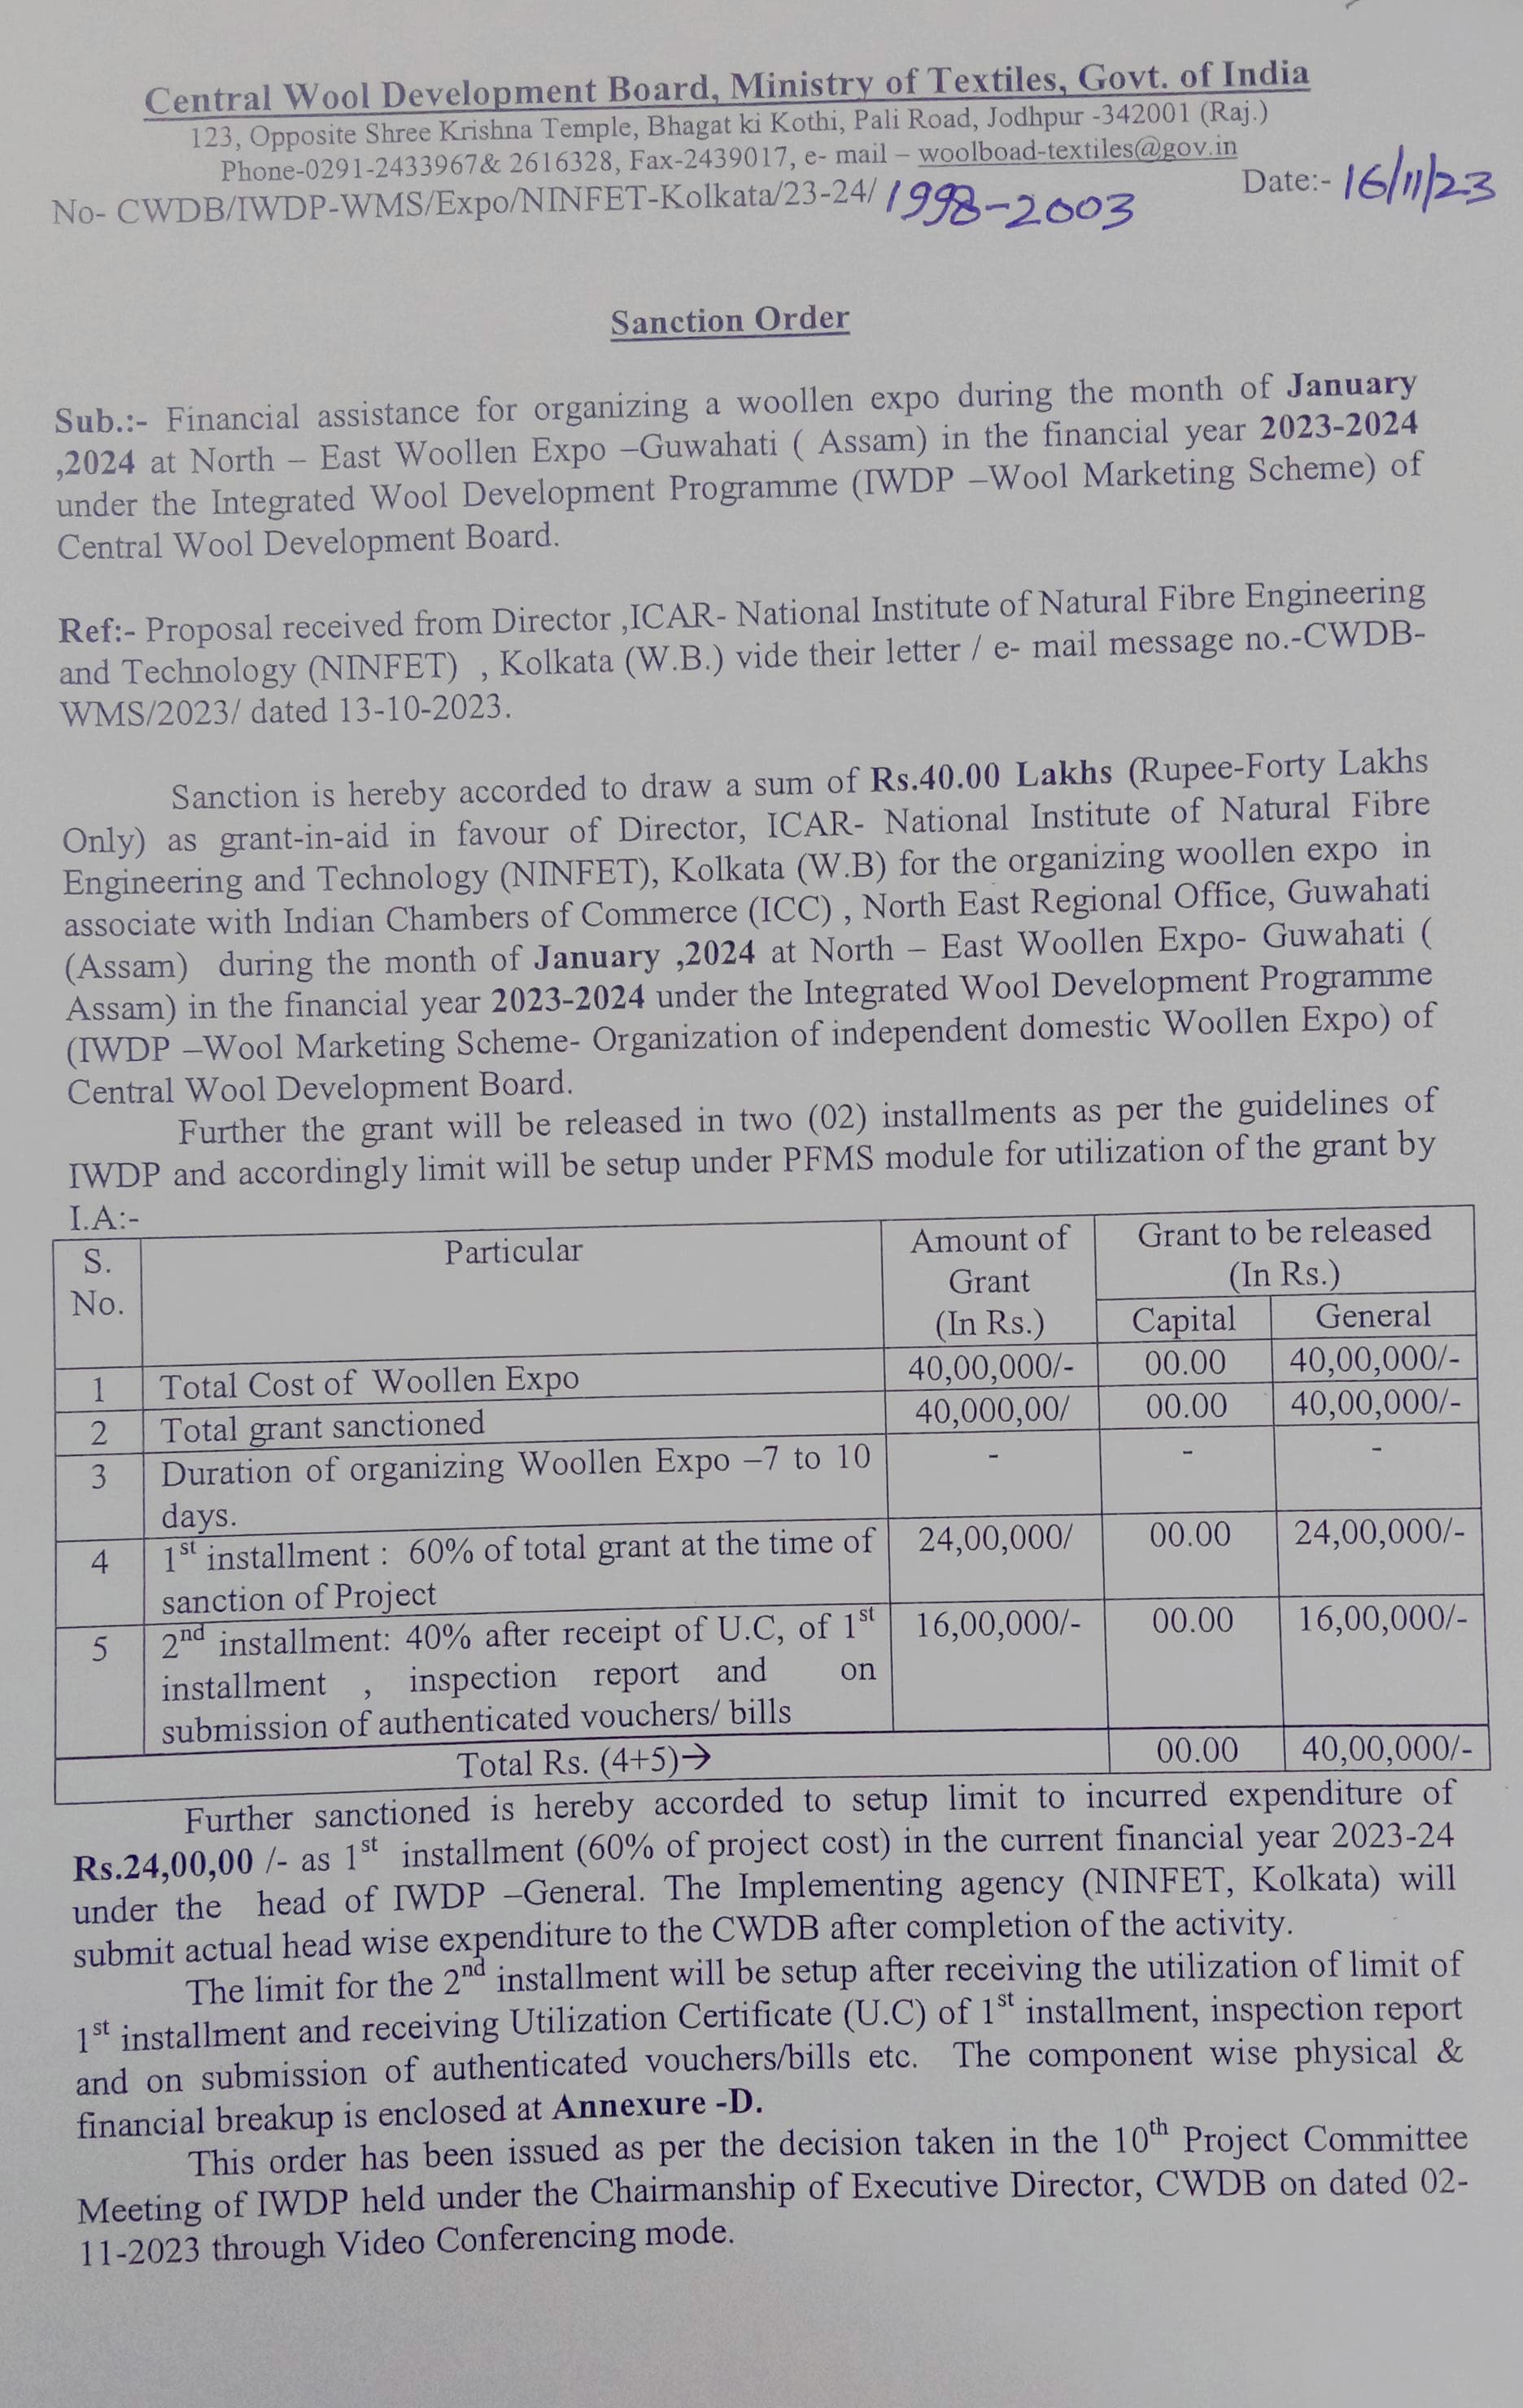 Central Wool Development Board, Ministry of Textiles, Govt. of India
123, Opposite Shree Krishna Temple, Bhagat ki Kothi, Pali Road, Jodhpur -342001 (Raj.)
Phone-0291-2433967& 2616328, Fax-2439017, e- mail – woolboad-textiles@gov.in
No- CWDB/IWDP-WMS/Expo/NINFET-Kolkata/23-24/ 1998-2003 Date:- 16/11/23
Sanction Order
Sub.:- Financial assistance for organizing a woollen expo during the month of January
,2024 at North – East Woollen Expo –Guwahati ( Assam) in the financial year 2023-2024
under the Integrated Wool Development Programme (IWDP –Wool Marketing Scheme) of
Central Wool Development Board.
Ref:- Proposal received from Director ,ICAR- National Institute of Natural Fibre Engineering
and Technology (NINFET) , Kolkata (W.B.) vide their letter / e- mail message no.-CWDB-
WMS/2023/ dated 13-10-2023.
Sanction is hereby accorded to draw a sum of Rs.40.00 Lakhs (Rupee-Forty Lakhs
Only) as grant-in-aid in favour of Director, ICAR- National Institute of Natural Fibre
Engineering and Technology (NINFET), Kolkata (W.B) for the organizing woollen expo in
associate with Indian Chambers of Commerce (ICC) , North East Regional Office, Guwahati
(Assam) during the month of January ,2024 at North – East Woollen Expo- Guwahati (
Assam) in the financial year 2023-2024 under the Integrated Wool Development Programme
(IWDP –Wool Marketing Scheme- Organization of independent domestic Woollen Expo) of
Central Wool Development Board.
Further the grant will be released in two (02) installments as per the guidelines of
IWDP and accordingly limit will be setup under PFMS module for utilization of the grant by
I.A:-
S. No. Particular Amount of Grant (In Rs.) Grant to be released (In Rs.)
Capital General
1 Total Cost of Woollen Expo 40,00,000/- 00.00 40,00,000/-
2 Total grant sanctioned 40,000,00/ 00.00 40,00,000/-
3 Duration of organizing Woollen Expo –7 to 10 - - -
days.
4 1st installment : 60% of total grant at the time of 24,00,000/ 00.00 24,00,000/-
sanction of Project
5 2nd installment: 40% after receipt of U.C, of 1st 16,00,000/- 00.00 16,00,000/-
installment , inspection report and on
submission of authenticated vouchers/ bills
Total Rs. (4+5)→ 00.00 40,00,000/-
Further sanctioned is hereby accorded to setup limit to incurred expenditure of
Rs.24,00,00 /- as 1st installment (60% of project cost) in the current financial year 2023-24
under the head of IWDP –General. The Implementing agency (NINFET, Kolkata) will
submit actual head wise expenditure to the CWDB after completion of the activity.
The limit for the 2nd installment will be setup after receiving the utilization of limit of
1st installment and receiving Utilization Certificate (U.C) of 1st installment, inspection report
and on submission of authenticated vouchers/bills etc. The component wise physical &
financial breakup is enclosed at Annexure -D.
This order has been issued as per the decision taken in the 10th Project Committee
Meeting of IWDP held under the Chairmanship of Executive Director, CWDB on dated 02-
11-2023 through Video Conferencing mode.